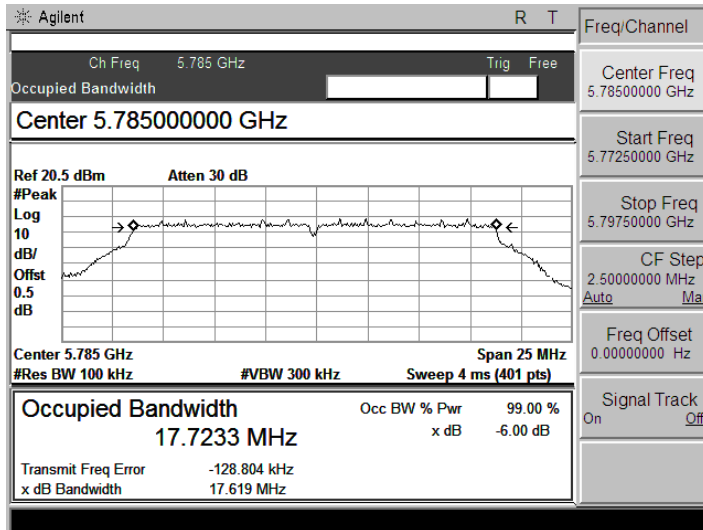 Agilent R T
Ch Freq 5.785 GHz Trig Free
Occupied Bandwidth
Center 5.785000000 GHz
Ref 20.5 dBm Atten 30 dB
#Peak
Log
10
dB/
Offst
0.5
dB
Center 5.785 GHz Span 25 MHz
#Res BW 100 kHz #VBW 300 kHz Sweep 4 ms (401 pts)
Occupied Bandwidth Occ BW % Pwr 99.00 %
17.7233 MHz x dB -6.00 dB
Transmit Freq Error -128.804 kHz
x dB Bandwidth 17.619 MHz
Freq/Channel
Center Freq
5.78500000 GHz
Start Freq
5.77250000 GHz
Stop Freq
5.79750000 GHz
CF Step
2.50000000 MHz
Auto Ma
Freq Offset
0.00000000 Hz
Signal Track
On Off